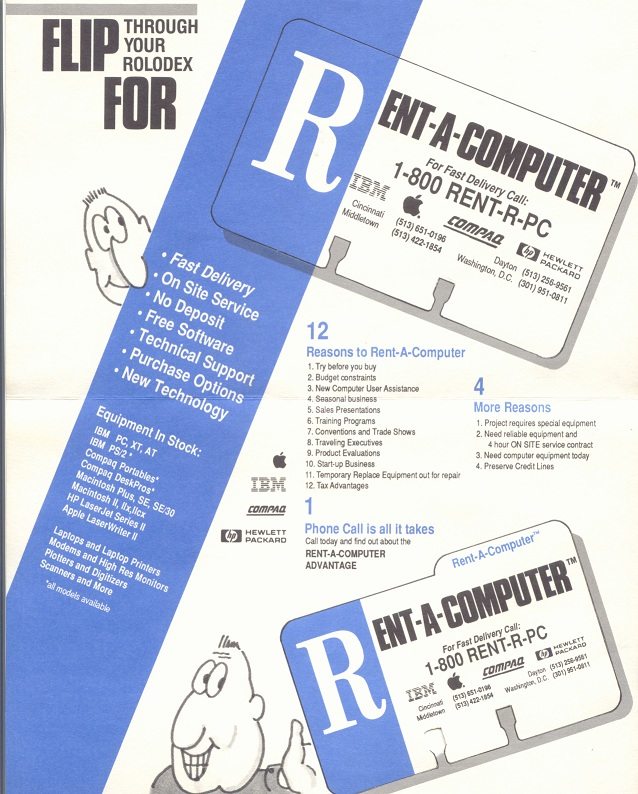 FLIP THROUGH
YOUR
ROLODEX
FOR
RENT-A-COMPUTER™
For Fast Delivery Call:
1-800 RENT-R-PC
IBM
COMPAQ
hp HEWLETT
PACKARD
Cincinnati (513) 651-0196
Middletown (513) 422-1854
Dayton (513) 256-9561
Washington, D.C. (301) 951-0811
• Fast Delivery
• On Site Service
• No Deposit
• Free Software
• Technical Support
• Purchase Options
• New Technology
Equipment In Stock:
IBM PC, XT, AT
IBM PS/2*
Compaq Portables*
Compaq DeskPros*
Macintosh Plus, SE, SE/30
Macintosh II, IIx,IIcx
HP LaserJet Series II
Apple LaserWriter II
Laptops and Laptop Printers
Modems and High Res Monitors
Plotters and Digitizers
Scanners and More
*all models available
IBM
COMPAQ
hp HEWLETT
PACKARD
12
Reasons to Rent-A-Computer
1. Try before you buy
2. Budget constraints
3. New Computer User Assistance
4. Seasonal business
5. Sales Presentations
6. Training Programs
7. Conventions and Trade Shows
8. Traveling Executives
9. Product Evaluations
10. Start-up Business
11. Temporary Replace Equipment out for repair
12. Tax Advantages
4
More Reasons
1. Project requires special equipment
2. Need reliable equipment and
4 hour ON SITE service contract
3. Need computer equipment today
4. Preserve Credit Lines
1
Phone Call is all it takes
Call today and find out about the
RENT-A-COMPUTER
ADVANTAGE
Rent-A-Computer™
RENT-A-COMPUTER™
For Fast Delivery Call:
1-800 RENT-R-PC
IBM
COMPAQ
hp HEWLETT
PACKARD
Cincinnati (513) 651-0196
Middletown (513) 422-1854
Dayton (513) 256-9561
Washington, D.C. (301) 951-0811